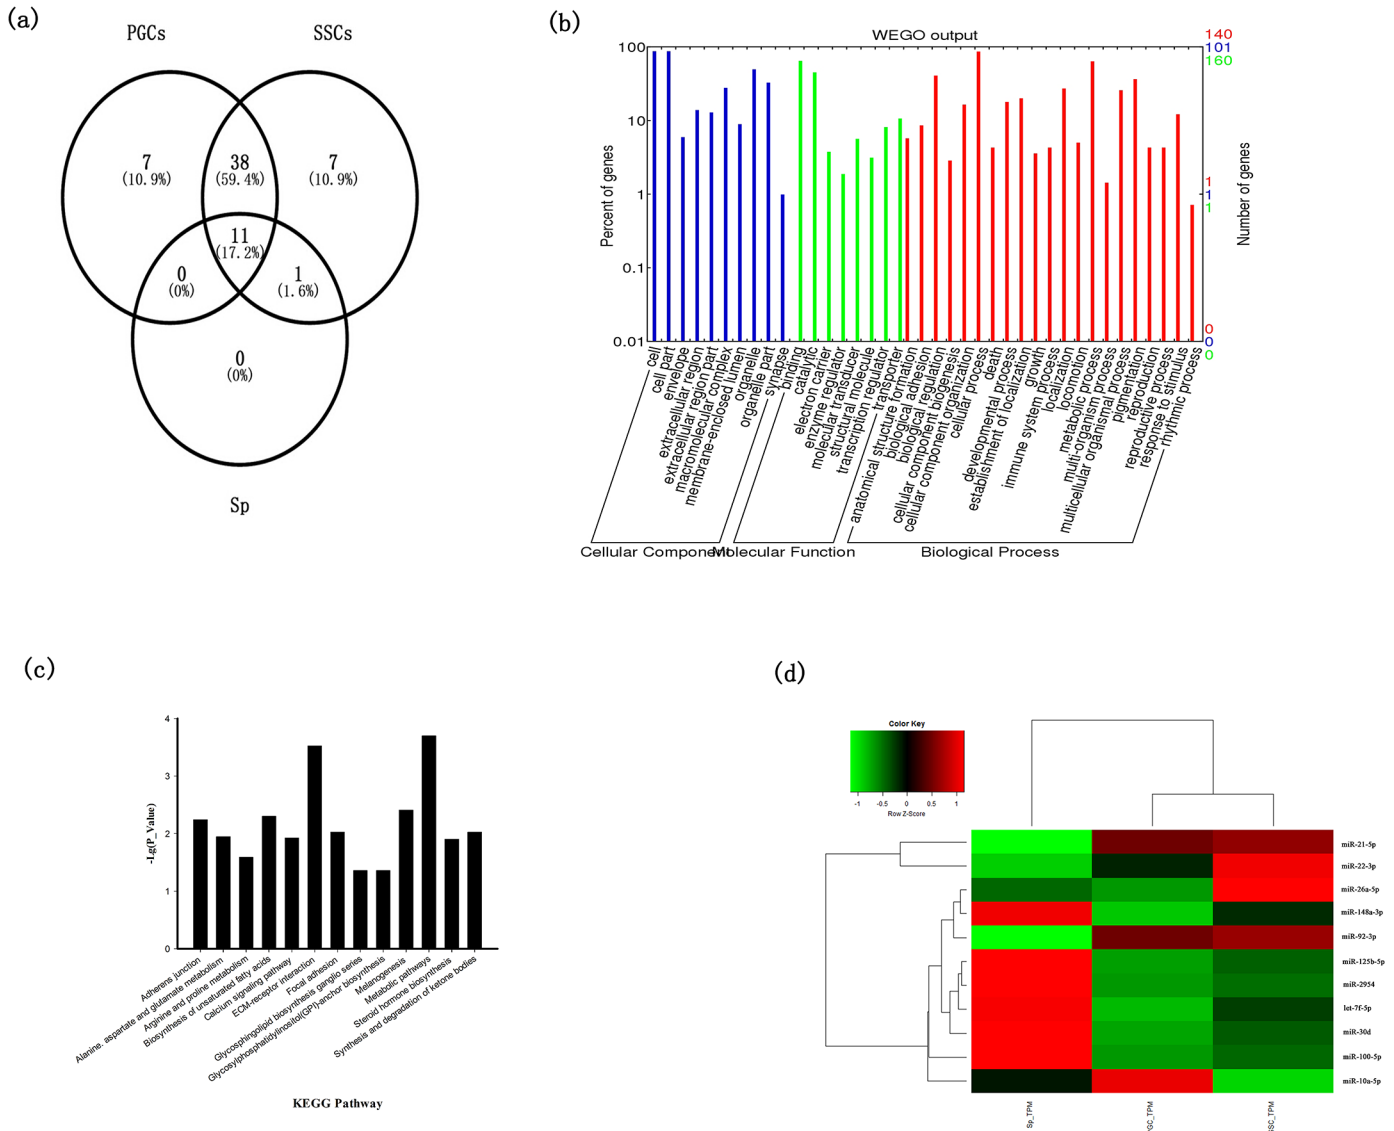 (a)
PGCs
SSCs
7
(10.9%)
38
(59.4%)
7
(10.9%)
11
(17.2%)
0
(0%)
1
(1.6%)
0
(0%)
Sp
(b)
WEGO output
Percent of genes
100
10
1
0.1
0.01
140
101
160
1
1
1
0
0
0
Number of genes
cell
cell part
envelope
extracellular region
extracellular region part
macromolecular complex
membrane-enclosed lumen
organelle
organelle part
synapse
binding
catalytic
electron carrier
enzyme regulator
molecular transducer
structural molecule
transcription regulator
transporter
anatomical structure formation
biological adhesion
biological regulation
cellular component biogenesis
cellular component organization
cellular process
death
developmental process
establishment of localization
growth
immune system process
localization
locomotion
metabolic process
multi-organism process
multicellular organismal process
pigmentation
reproduction
reproductive process
response to stimulus
rhythmic process
Cellular Component
Molecular Function
Biological Process
(c)
-Lg(P_Value)
4
3
2
1
0
Adherens junction
Alanine. aspartate and glutamate metabolism
Arginine and proline metabolism
Biosynthesis of unsaturated fatty acids
Calcium signaling pathway
ECM-receptor interaction
Focal adhesion
Glycosphingolipid biosynthesis ganglio series
Glycosylphosphatidylinositol(GPI)-anchor biosynthesis
Melanogenesis
Metabolic pathways
Steroid hormone biosynthesis
Synthesis and degradation of ketone bodies
KEGG Pathway
(d)
Color Key
-1 -0.5 0 0.5 1
Row Z-Score
miR-21-5p
miR-22-3p
miR-26a-5p
miR-148a-3p
miR-92-3p
miR-125b-5p
miR-2954
let-7f-5p
miR-30d
miR-100-5p
miR-10a-5p
Sp_TPM
PGC_TPM
SSC_TPM